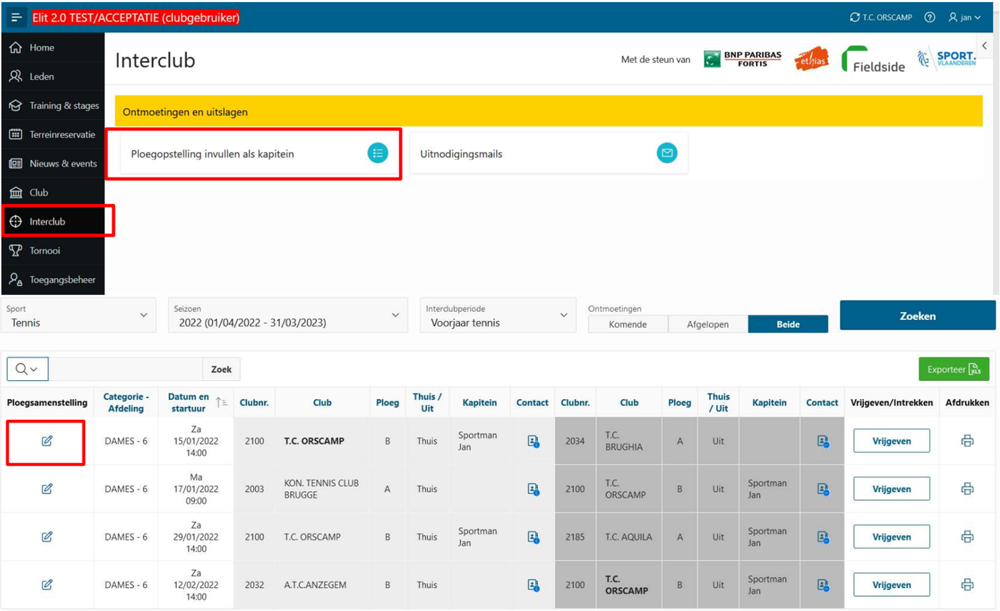 Elit 2.0 TEST/ACCEPTATIE (clubgebruiker)
T.C. ORSCAMP
jan
Home
Leden
Training & stages
Terreinreservatie
Nieuws & events
Club
Interclub
Tornooi
Toegangsbeheer
Interclub
Met de steun van
BNP PARIBAS
FORTIS
ethias
Fieldside
SPORT.
VLAANDEREN
Ontmoetingen en uitslagen
Ploegopstelling invullen als kapitein
Uitnodigingsmails
Sport
Tennis
Seizoen
2022 (01/04/2022 - 31/03/2023)
Interclubperiode
Voorjaar tennis
Ontmoetingen
Komende Afgelopen Beide
Zoeken
Zoek
Exporteer XLS
Ploegsamenstelling Categorie - Afdeling Datum en startuur Clubnr. Club Ploeg Thuis / Uit Kapitein Contact Clubnr. Club Ploeg Thuis / Uit Kapitein Contact Vrijgeven/Intrekken Afdrukken
DAMES - 6 Za 15/01/2022 14:00 2100 T.C. ORSCAMP B Thuis Sportman Jan 2034 T.C. BRUGHIA A Uit Vrijgeven
DAMES - 6 Ma 17/01/2022 09:00 2003 KON. TENNIS CLUB BRUGGE A Thuis 2100 T.C. ORSCAMP B Uit Sportman Jan Vrijgeven
DAMES - 6 Za 29/01/2022 14:00 2100 T.C. ORSCAMP B Thuis Sportman Jan 2185 T.C. AQUILA A Uit Sportman Jan Vrijgeven
DAMES - 6 Za 12/02/2022 14:00 2032 A.T.C.ANZEGEM B Thuis 2100 T.C. ORSCAMP B Uit Sportman Jan Vrijgeven